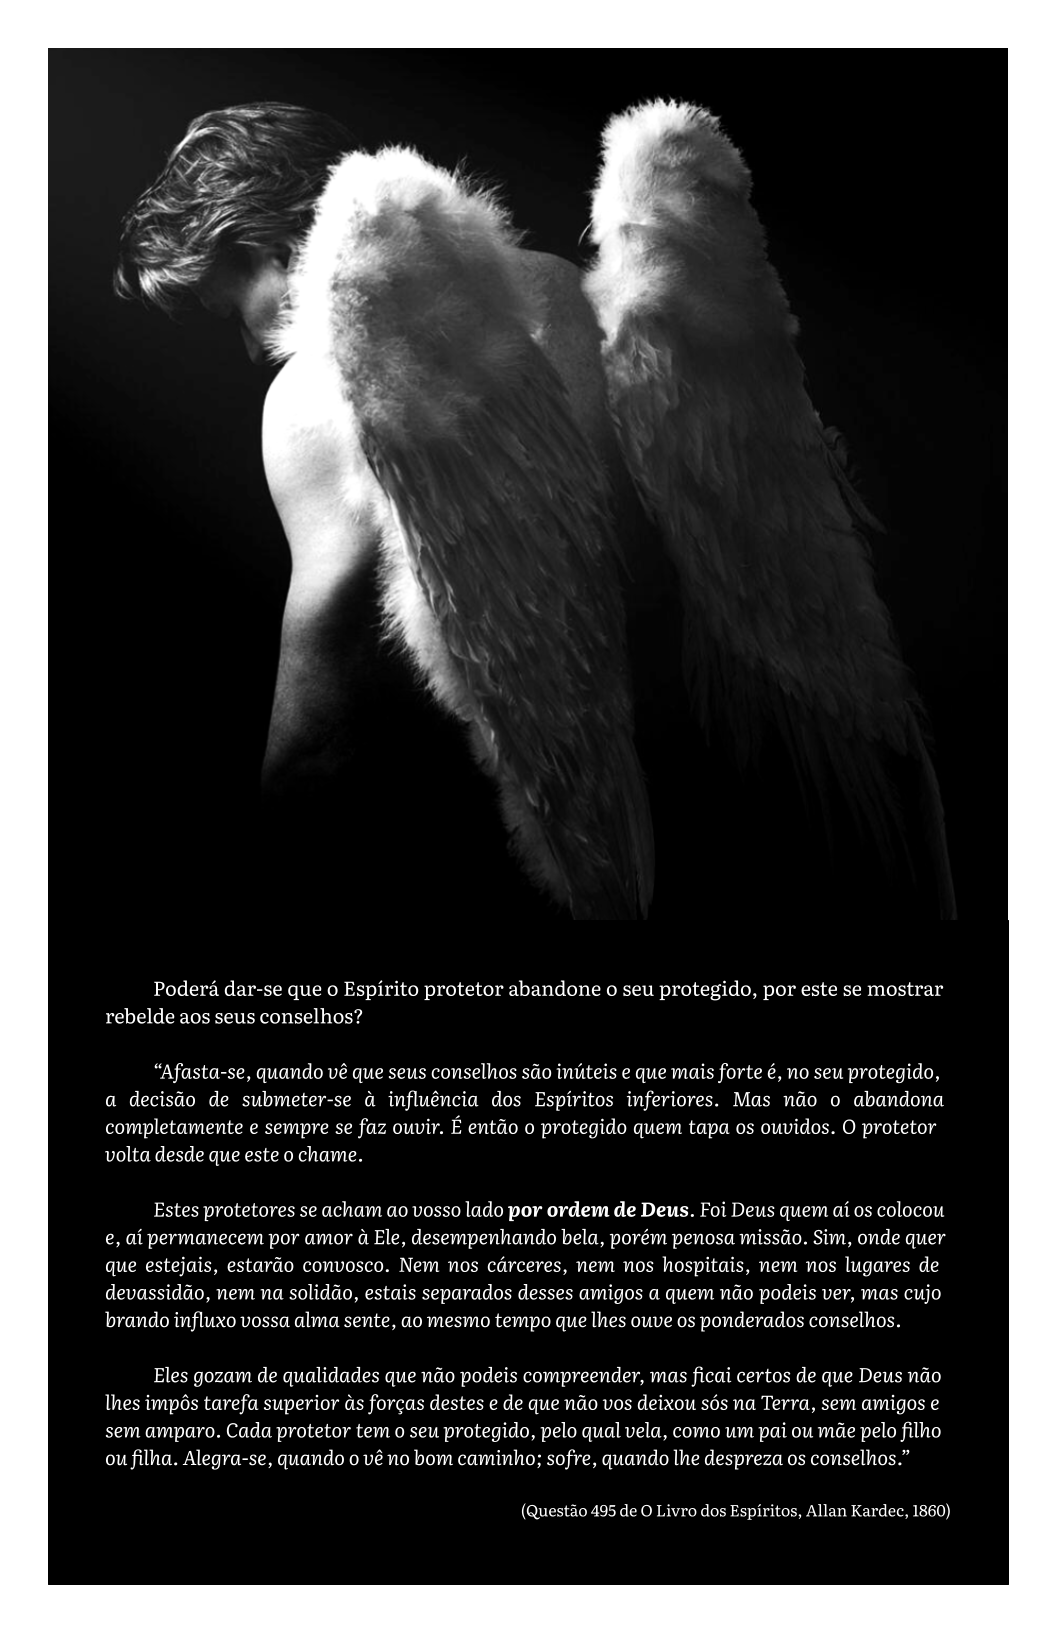 Poderá dar-se que o Espírito protetor abandone o seu protegido, por este se mostrar
rebelde aos seus conselhos?
“Afasta-se, quando vê que seus conselhos são inúteis e que mais forte é, no seu protegido,
a decisão de submeter-se à influência dos Espíritos inferiores. Mas não o abandona
completamente e sempre se faz ouvir. É então o protegido quem tapa os ouvidos. O protetor
volta desde que este o chame.
Estes protetores se acham ao vosso lado por ordem de Deus. Foi Deus quem aí os colocou
e, aí permanecem por amor à Ele, desempenhando bela, porém penosa missão. Sim, onde quer
que estejais, estarão convosco. Nem nos cárceres, nem nos hospitais, nem nos lugares de
devassidão, nem na solidão, estais separados desses amigos a quem não podeis ver, mas cujo
brando influxo vossa alma sente, ao mesmo tempo que lhes ouve os ponderados conselhos.
Eles gozam de qualidades que não podeis compreender, mas ficai certos de que Deus não
lhes impôs tarefa superior às forças destes e de que não vos deixou sós na Terra, sem amigos e
sem amparo. Cada protetor tem o seu protegido, pelo qual vela, como um pai ou mãe pelo filho
ou filha. Alegra-se, quando o vê no bom caminho; sofre, quando lhe despreza os conselhos.”
(Questão 495 de O Livro dos Espíritos, Allan Kardec, 1860)